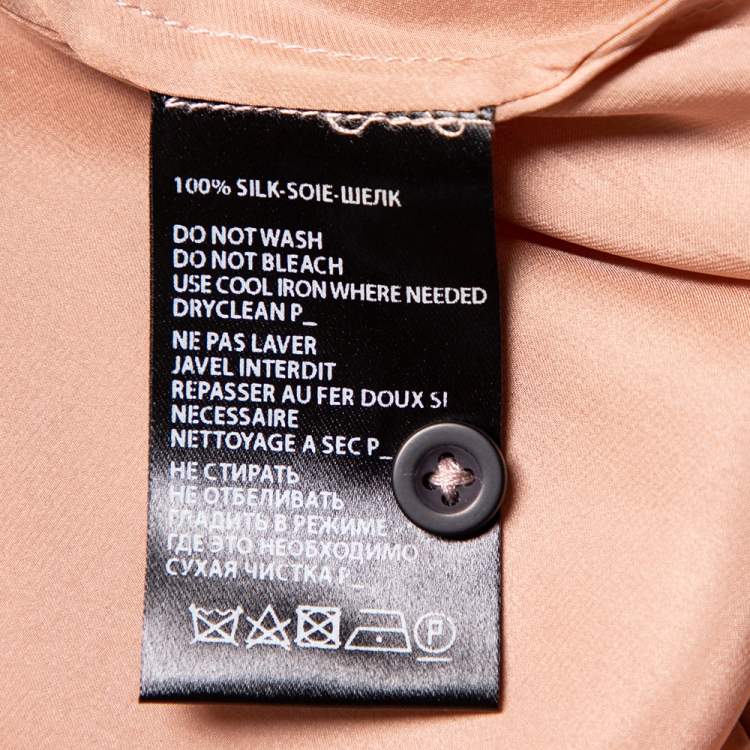 100% SILK-SOIE-ШЕЛК
DO NOT WASH
DO NOT BLEACH
USE COOL IRON WHERE NEEDED
DRYCLEAN P_
NE PAS LAVER
JAVEL INTERDIT
REPASSER AU FER DOUX SI
NECESSAIRE
NETTOYAGE A SEC P_
НЕ СТИРАТЬ
НЕ ОТБЕЛИВАТЬ
ГЛАДИТЬ В РЕЖИМЕ
ГДЕ ЭТО НЕОБХОДИМО
СУХАЯ ЧИСТКА P_
P